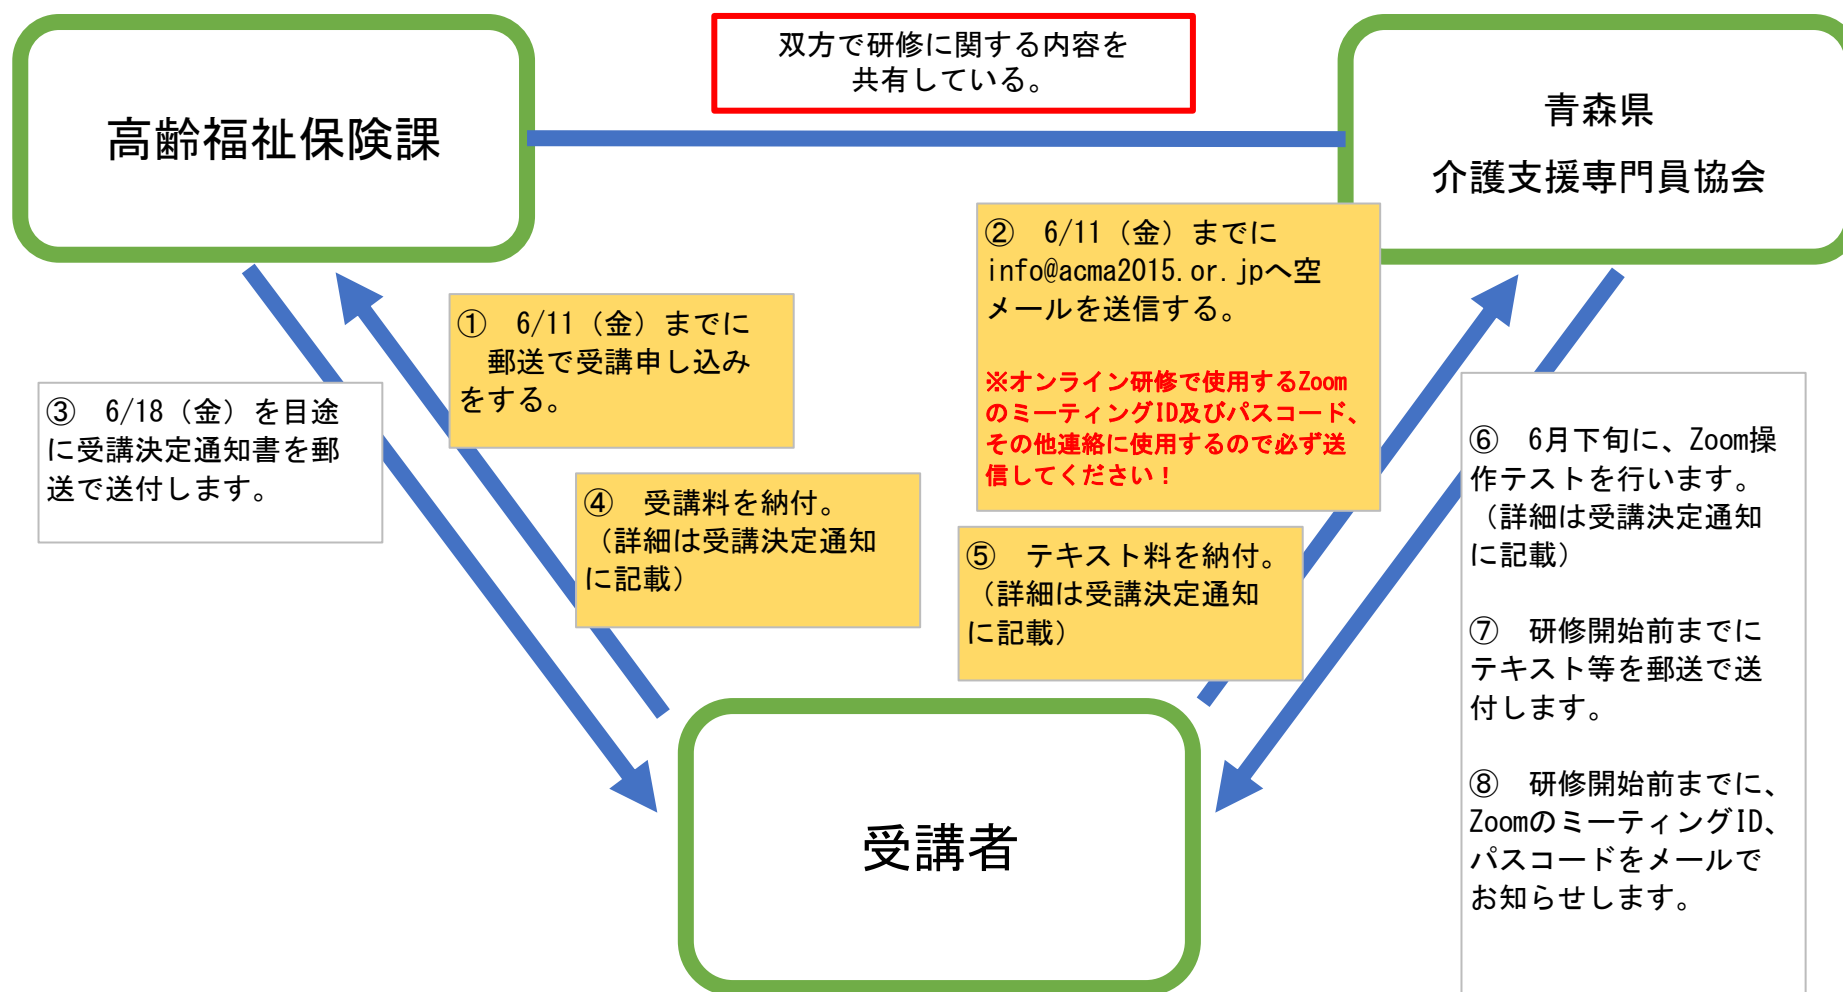 双方で研修に関する内容を
共有している。
高齢福祉保険課
青森県
介護支援専門員協会
① 6/11（金）までに
郵送で受講申し込み
をする。
② 6/11（金）までに
info@acma2015.or.jpへ空
メールを送信する。
※オンライン研修で使用するZoom
のミーティングID及びパスコード、
その他連絡に使用するので必ず送
信してください！
③ 6/18（金）を目途
に受講決定通知書を郵
送で送付します。
④ 受講料を納付。
（詳細は受講決定通知
に記載）
⑤ テキスト料を納付。
（詳細は受講決定通知
に記載）
⑥ 6月下旬に、Zoom操
作テストを行います。
（詳細は受講決定通知
に記載）
⑦ 研修開始前までに
テキスト等を郵送で送
付します。
⑧ 研修開始前までに、
ZoomのミーティングID、
パスコードをメールで
お知らせします。
受講者